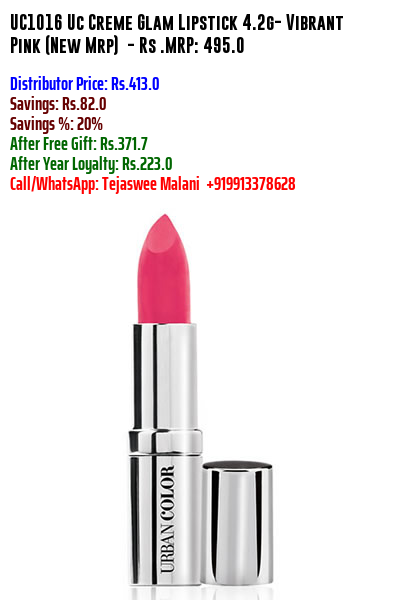 UC1016 Uc Creme Glam Lipstick 4.2g- Vibrant
Pink (New Mrp)  - Rs .MRP: 495.0
Distributor Price: Rs.413.0
Savings: Rs.82.0
Savings %: 20%
After Free Gift: Rs.371.7
After Year Loyalty: Rs.223.0
Call/WhatsApp: Tejaswee Malani  +919913378628
URBAN COLOR